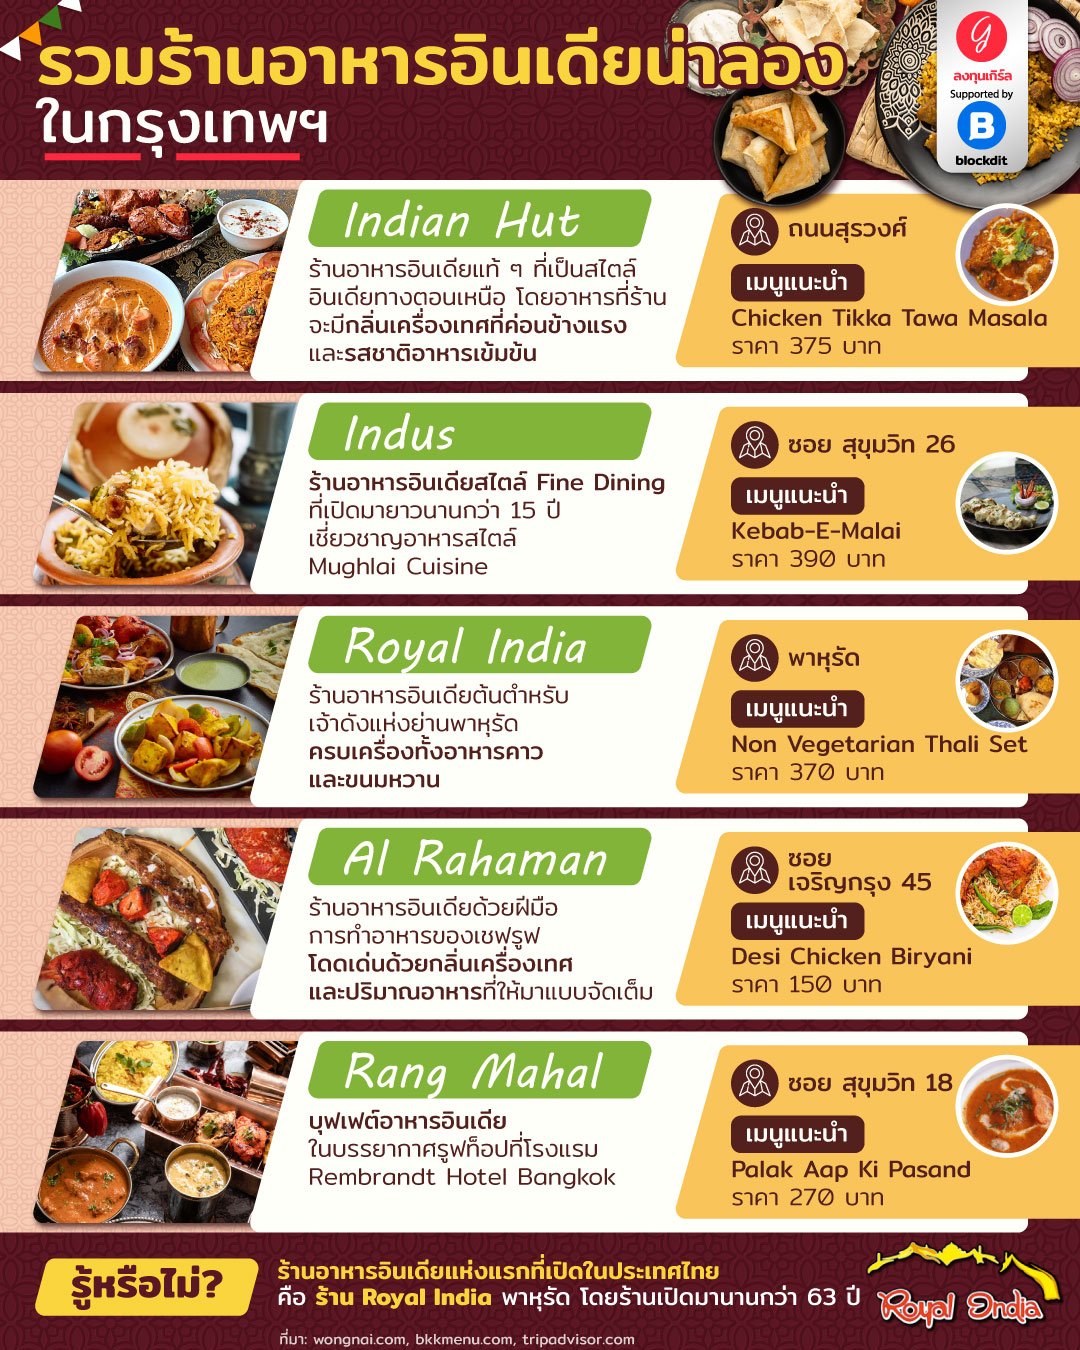 รวมร้านอาหารอินเดียน่าลอง
ในกรุงเทพฯ
g
ลงทุนเกิร์ล
Supported by
B
blockdit
Indian Hut
ร้านอาหารอินเดียแท้ ๆ ที่เป็นสไตล์
อินเดียทางตอนเหนือ โดยอาหารที่ร้าน
จะมีกลิ่นเครื่องเทศที่ค่อนข้างแรง
และรสชาติอาหารเข้มข้น
ถนนสุรวงศ์
เมนูแนะนำ
Chicken Tikka Tawa Masala
ราคา 375 บาท
Indus
ร้านอาหารอินเดียสไตล์ Fine Dining
ที่เปิดมายาวนานกว่า 15 ปี
เชี่ยวชาญอาหารสไตล์
Mughlai Cuisine
ซอย สุขุมวิท 26
เมนูแนะนำ
Kebab-E-Malai
ราคา 390 บาท
Royal India
ร้านอาหารอินเดียต้นตำหรับ
เจ้าดังแห่งย่านพาหุรัด
ครบเครื่องทั้งอาหารคาว
และขนมหวาน
พาหุรัด
เมนูแนะนำ
Non Vegetarian Thali Set
ราคา 370 บาท
Al Rahaman
ร้านอาหารอินเดียด้วยฝีมือ
การทำอาหารของเชฟรูฟ
โดดเด่นด้วยกลิ่นเครื่องเทศ
และปริมาณอาหารที่ให้มาแบบจัดเต็ม
ซอย
เจริญกรุง 45
เมนูแนะนำ
Desi Chicken Biryani
ราคา 150 บาท
Rang Mahal
บุฟเฟต์อาหารอินเดีย
ในบรรยากาศรูฟท็อปที่โรงแรม
Rembrandt Hotel Bangkok
ซอย สุขุมวิท 18
เมนูแนะนำ
Palak Aap Ki Pasand
ราคา 270 บาท
รู้หรือไม่?
ร้านอาหารอินเดียแห่งแรกที่เปิดในประเทศไทย
คือ ร้าน Royal India พาหุรัด โดยร้านเปิดมานานกว่า 63 ปี
Royal India
ที่มา: wongnai.com, bkkmenu.com, tripadvisor.com